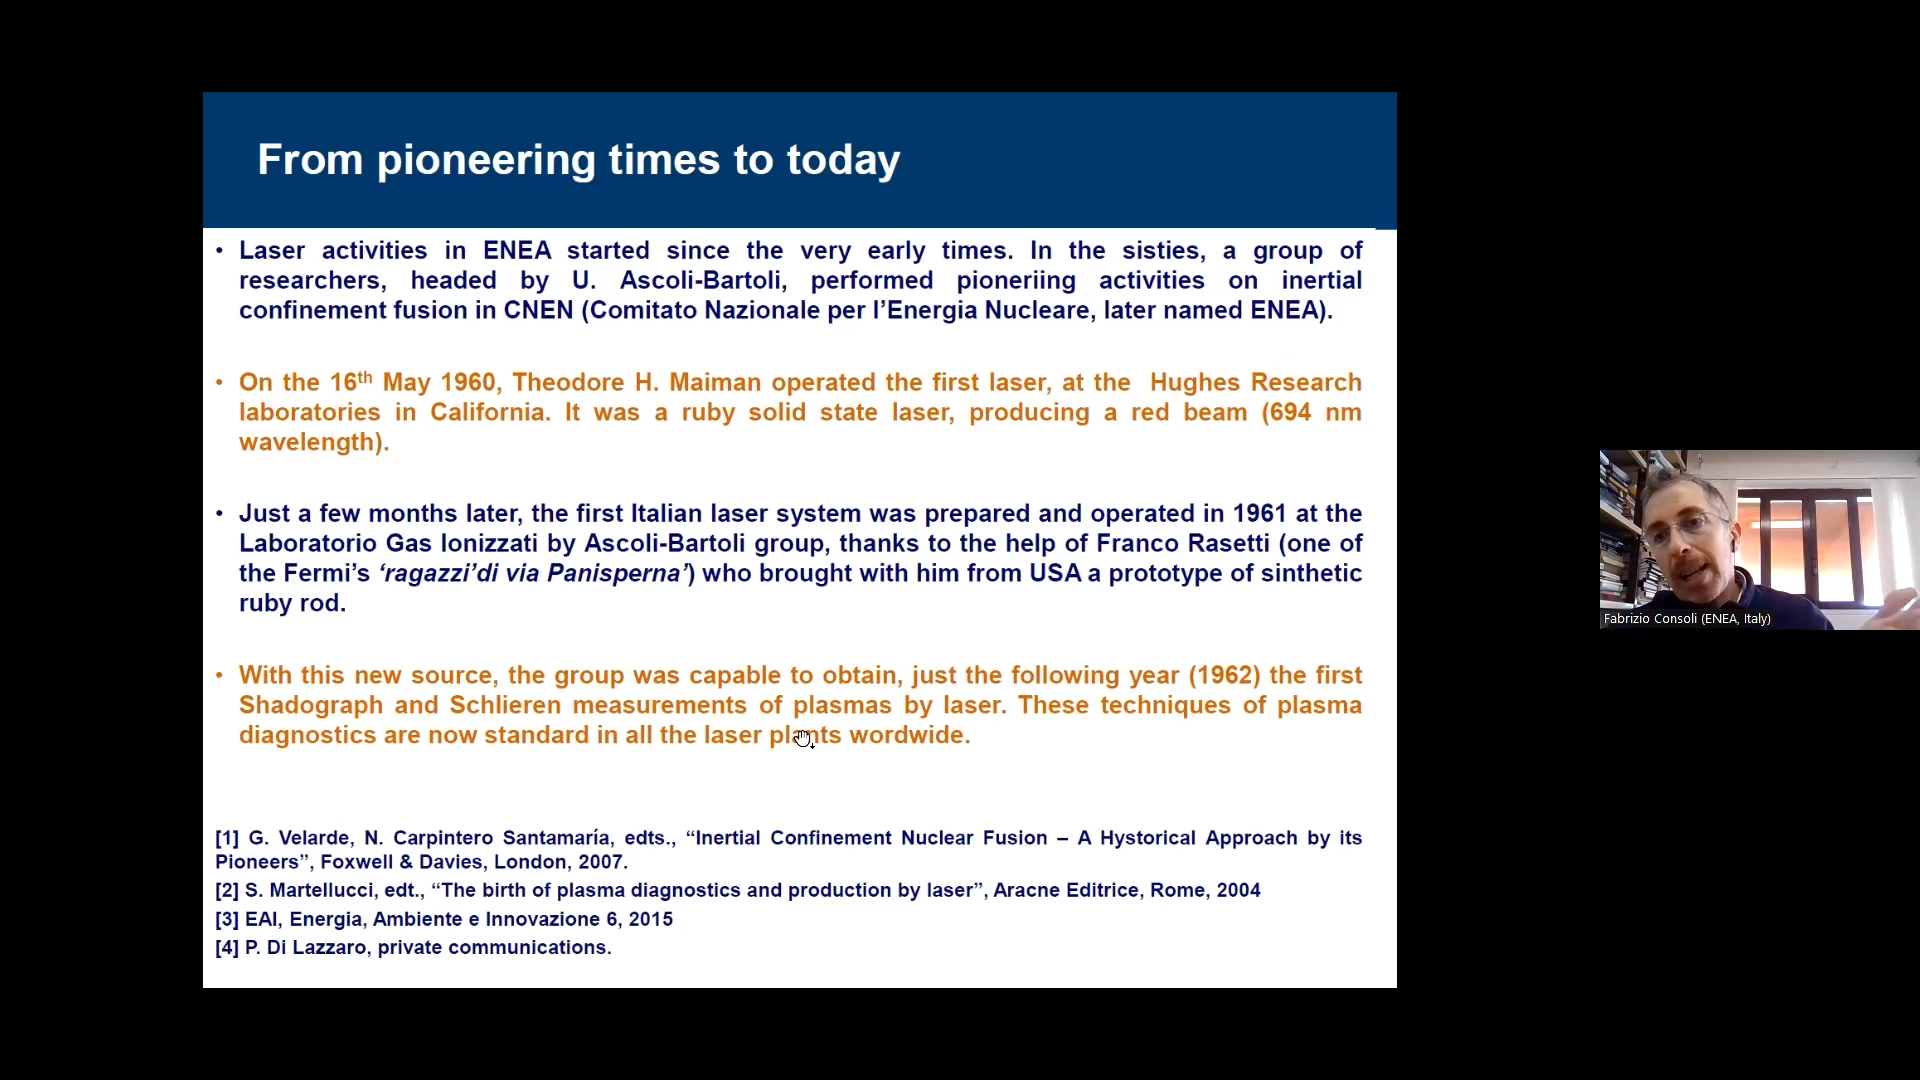 From pioneering times to today
• Laser activities in ENEA started since the very early times. In the sisties, a group of
researchers, headed by U. Ascoli-Bartoli, performed pioneriing activities on inertial
confinement fusion in CNEN (Comitato Nazionale per l’Energia Nucleare, later named ENEA).
• On the 16th May 1960, Theodore H. Maiman operated the first laser, at the Hughes Research
laboratories in California. It was a ruby solid state laser, producing a red beam (694 nm
wavelength).
• Just a few months later, the first Italian laser system was prepared and operated in 1961 at the
Laboratorio Gas Ionizzati by Ascoli-Bartoli group, thanks to the help of Franco Rasetti (one of
the Fermi’s ‘ragazzi’di via Panisperna’) who brought with him from USA a prototype of sinthetic
ruby rod.
• With this new source, the group was capable to obtain, just the following year (1962) the first
Shadograph and Schlieren measurements of plasmas by laser. These techniques of plasma
diagnostics are now standard in all the laser plants wordwide.
[1] G. Velarde, N. Carpintero Santamaría, edts., “Inertial Confinement Nuclear Fusion – A Hystorical Approach by its
Pioneers”, Foxwell & Davies, London, 2007.
[2] S. Martellucci, edt., “The birth of plasma diagnostics and production by laser”, Aracne Editrice, Rome, 2004
[3] EAI, Energia, Ambiente e Innovazione 6, 2015
[4] P. Di Lazzaro, private communications.
Fabrizio Consoli (ENEA, Italy)